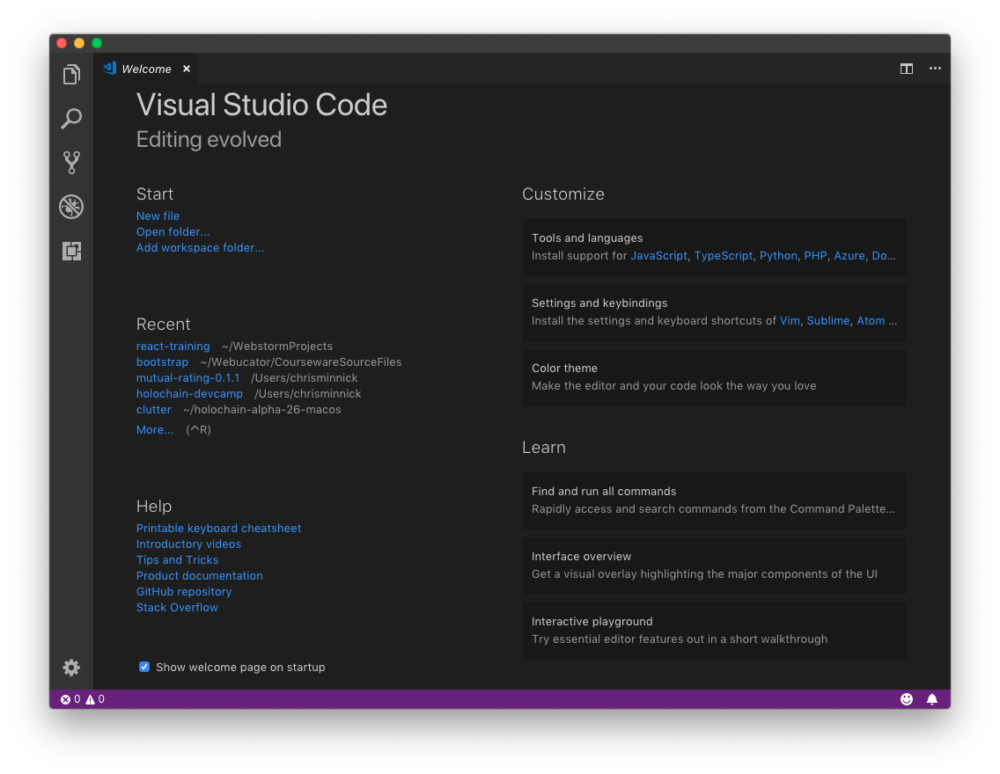 Welcome
Visual Studio Code
Editing evolved
Start
New file
Open folder...
Add workspace folder...
Recent
react-training ~/WebstormProjects
bootstrap ~/Webucator/CoursewareSourceFiles
mutual-rating-0.1.1 /Users/chrisminnick
holochain-devcamp /Users/chrisminnick
clutter ~/holochain-alpha-26-macos
More... (^R)
Help
Printable keyboard cheatsheet
Introductory videos
Tips and Tricks
Product documentation
GitHub repository
Stack Overflow
Show welcome page on startup
Customize
Tools and languages
Install support for JavaScript, TypeScript, Python, PHP, Azure, Do...
Settings and keybindings
Install the settings and keyboard shortcuts of Vim, Sublime, Atom ...
Color theme
Make the editor and your code look the way you love
Learn
Find and run all commands
Rapidly access and search commands from the Command Palette...
Interface overview
Get a visual overlay highlighting the major components of the UI
Interactive playground
Try essential editor features out in a short walkthrough
0 0